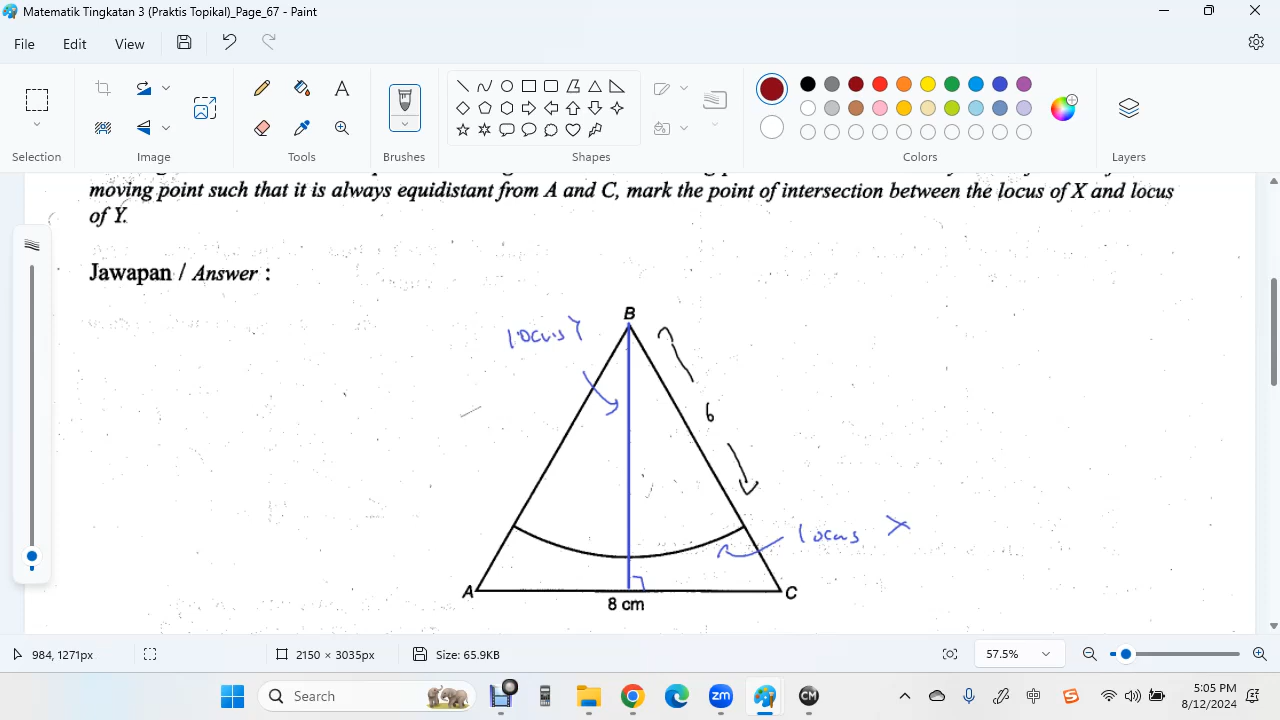 Matematik Tingkatan 3 (Praktis Topikal)_Page_67 - Paint
File Edit View
Selection Image Tools Brushes Shapes Colors Layers
moving point such that it is always equidistant from A and C, mark the point of intersection between the locus of X and locus
of Y.
Jawapan / Answer :
B
locus Y
6
locus X
A C
8 cm
984, 1271px 2150 × 3035px Size: 65.9KB 57.5%
Search zm CM 中 S 5:05 PM
8/12/2024